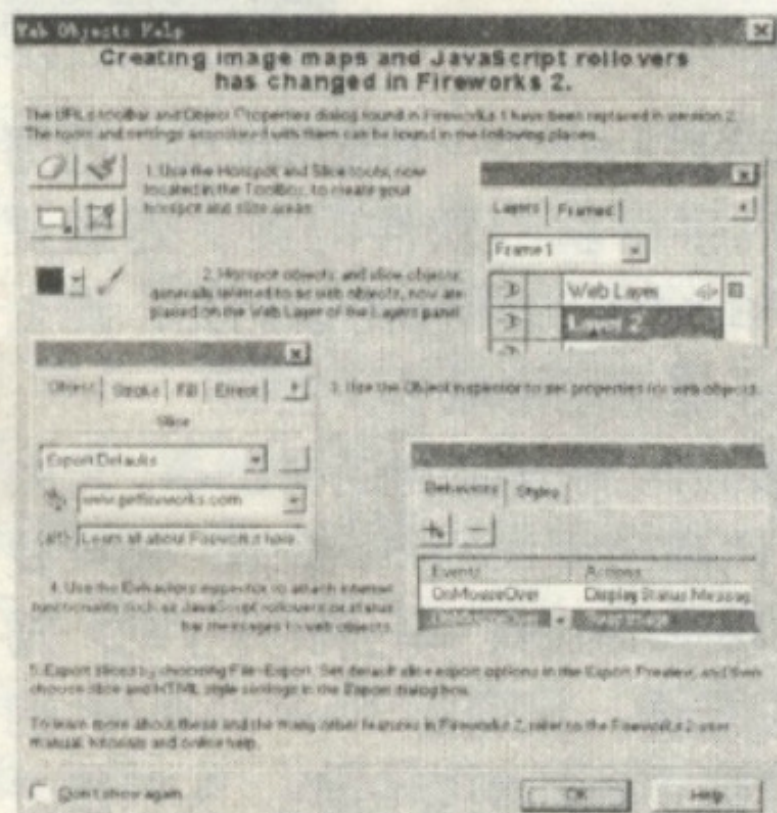 Web Objects Help
Creating image maps and JavaScript rollovers
has changed in Fireworks 2.
The URL toolbar and Object Properties dialog found in Fireworks 1 have been replaced in version 2.
The tools and settings associated with them can be found in the following places.
1. Use the Hotspot and Slice tools, now
located in the Toolbox, to create your
hotspot and slice areas.
Layers Frames
Frame 1
Web Layer
Layer 2
2. Hotspot objects and slice objects,
generally referred to as web objects, now are
placed on the Web Layer of the Layers panel.
Object Stroke Fill Effect
Slice
Export Defaults
www.getfireworks.com
(alt) Learn all about Fireworks here.
3. Use the Object inspector to set properties for web objects.
Behaviors Styles
Events Actions
OnMouseOver Display Status Messag
OnMouseOver Swap Image
4. Use the Behaviors inspector to attach internet
functionality such as JavaScript rollovers or status
bar messages to web objects.
5. Export slices by choosing File-Export. Set default slice export options in the Export Preview, and then
choose slice and HTML style settings in the Export dialog box.
To learn more about these and the many other features in Fireworks 2, refer to the Fireworks 2 user
manual, tutorials and online help.
Don't show again
OK Help